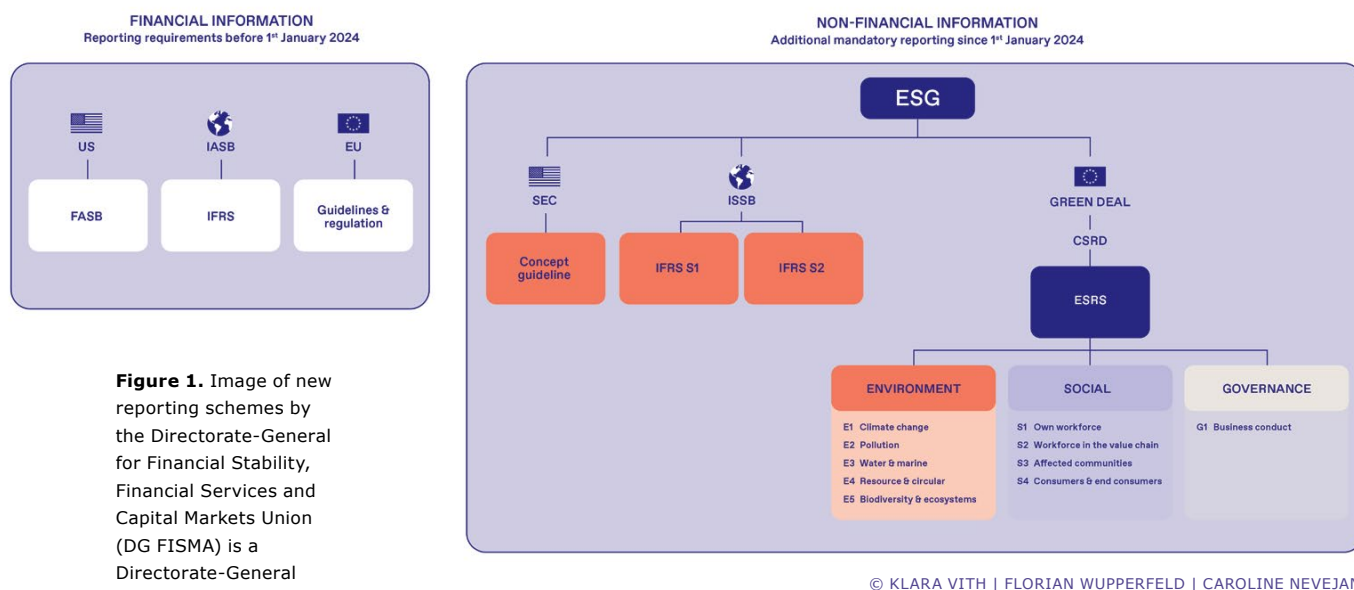 FINANCIAL INFORMATION
Reporting requirements before 1st January 2024
US
IASB
EU
FASB
IFRS
Guidelines &
regulation
NON-FINANCIAL INFORMATION
Additional mandatory reporting since 1st January 2024
ESG
SEC
ISSB
GREEN DEAL
CSRD
Concept
guideline
IFRS S1
IFRS S2
ESRS
ENVIRONMENT
E1 Climate change
E2 Pollution
E3 Water & marine
E4 Resource & circular
E5 Biodiversity & ecosystems
SOCIAL
S1 Own workforce
S2 Workforce in the value chain
S3 Affected communities
S4 Consumers & end consumers
GOVERNANCE
G1 Business conduct
Figure 1. Image of new
reporting schemes by
the Directorate-General
for Financial Stability,
Financial Services and
Capital Markets Union
(DG FISMA) is a
Directorate-General
© KLARA VITH | FLORIAN WUPPERFELD | CAROLINE NEVEJAN